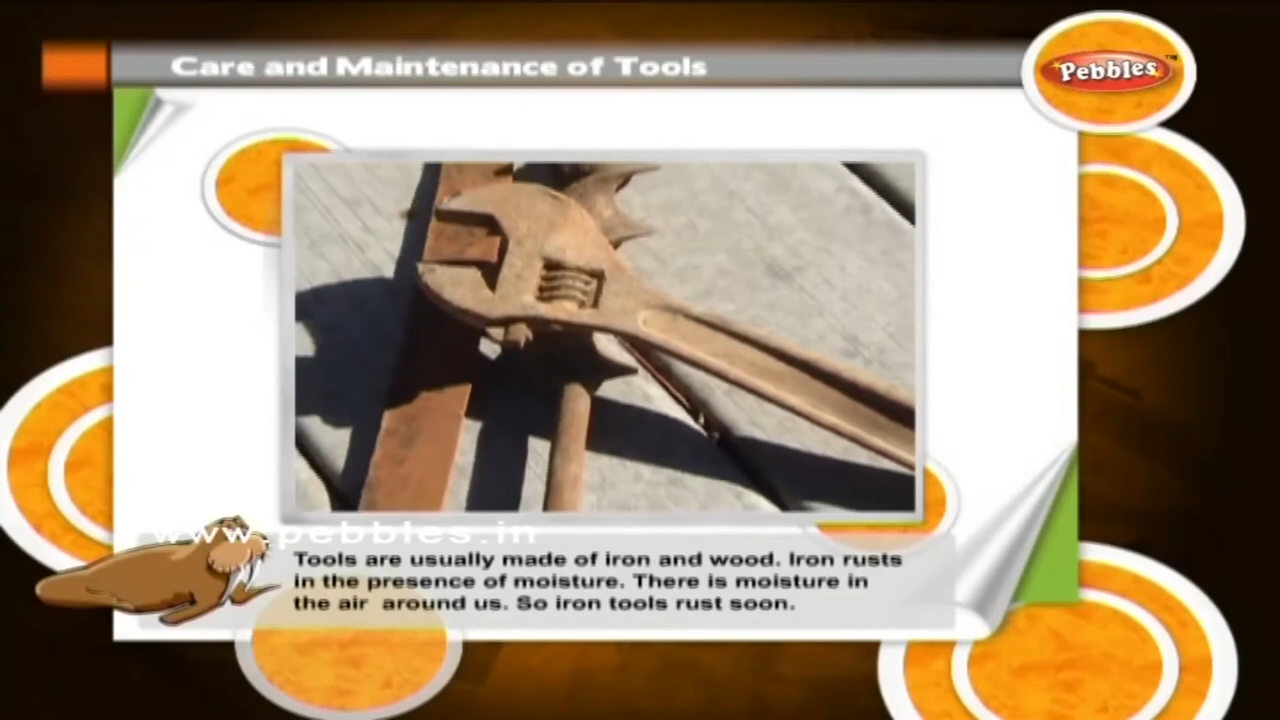 Care and Maintenance of Tools
Pebbles™
www.pebbles.in
Tools are usually made of iron and wood. Iron rusts
in the presence of moisture. There is moisture in
the air around us. So iron tools rust soon.